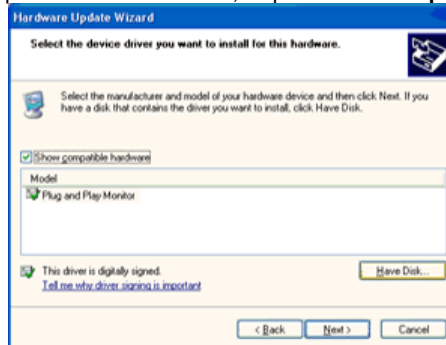 Hardware Update Wizard
Select the device driver you want to install for this hardware.
Select the manufacturer and model of your hardware device and then click Next. If you
have a disk that contains the driver you want to install, click Have Disk.
Show compatible hardware
Model
Plug and Play Monitor
This driver is digitally signed.
Have Disk...
Tell me why driver signing is important
< Back
Next >
Cancel